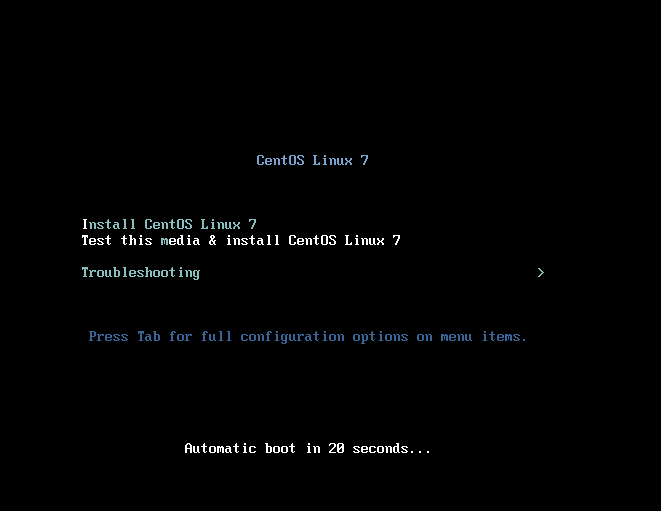 CentOS Linux 7
Install CentOS Linux 7
Test this media & install CentOS Linux 7
Troubleshooting >
Press Tab for full configuration options on menu items.
Automatic boot in 20 seconds...